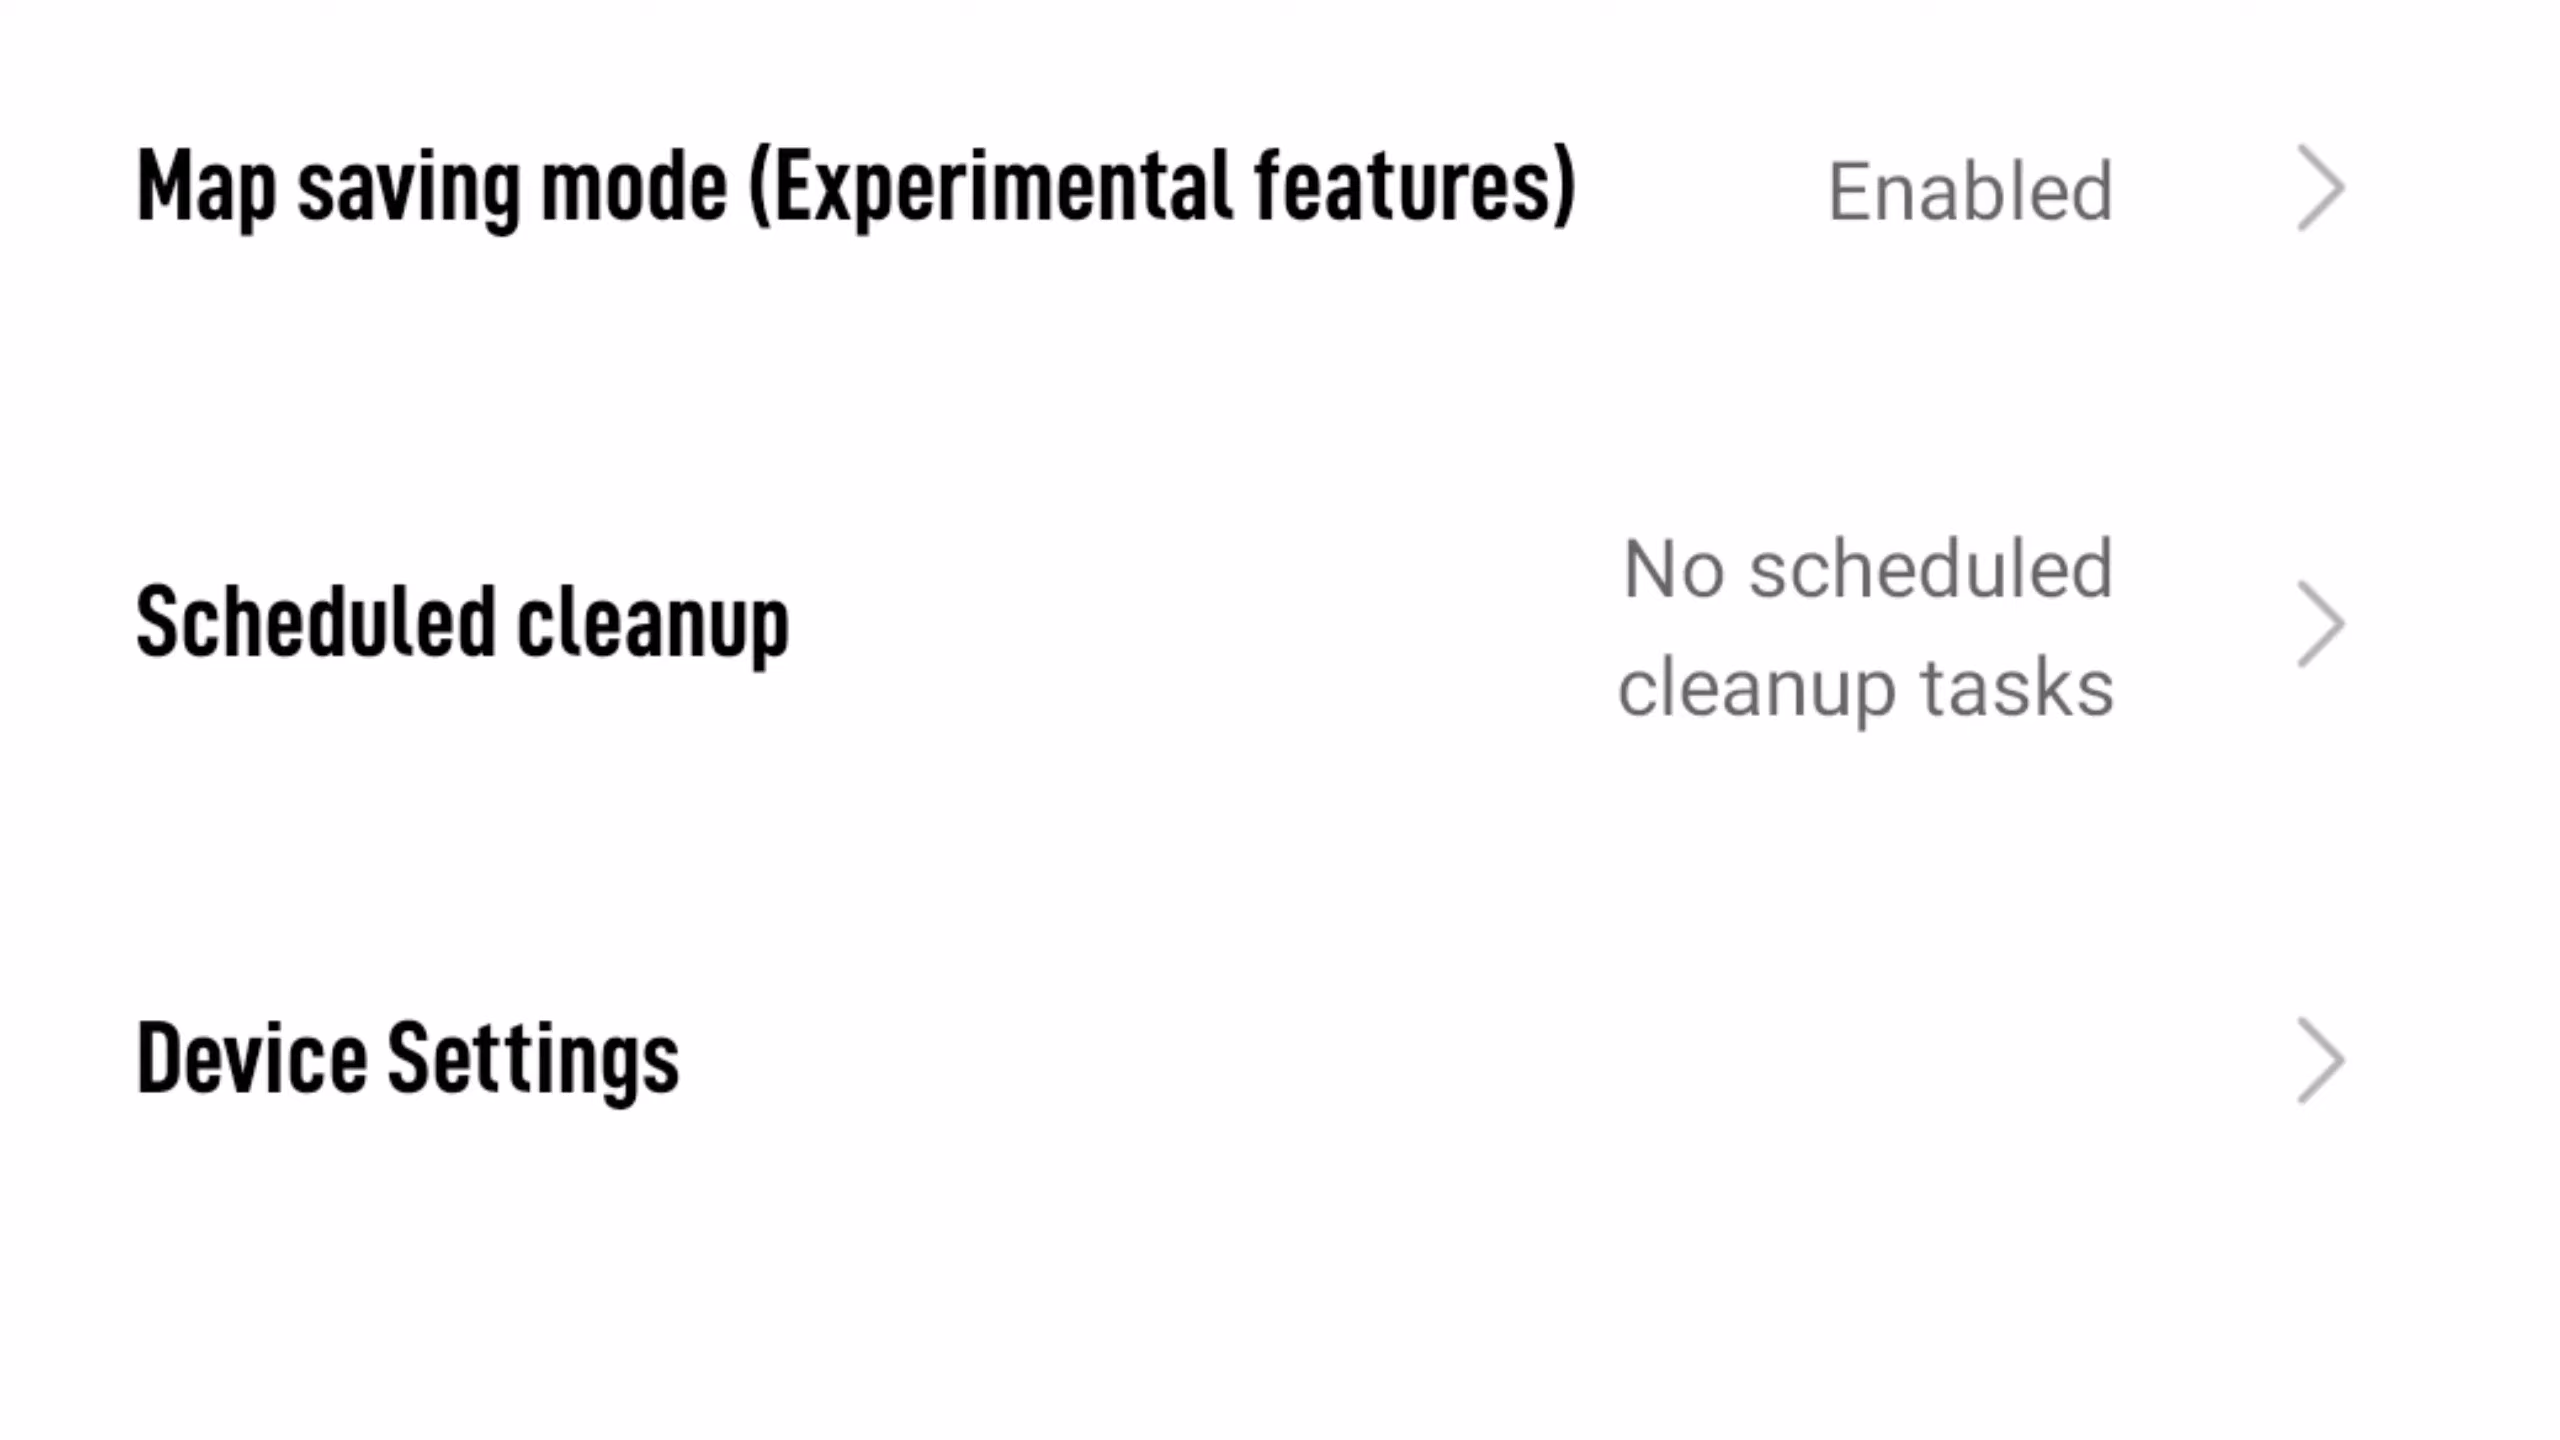 Map saving mode (Experimental features)
Enabled
Scheduled cleanup
No scheduled
cleanup tasks
Device Settings